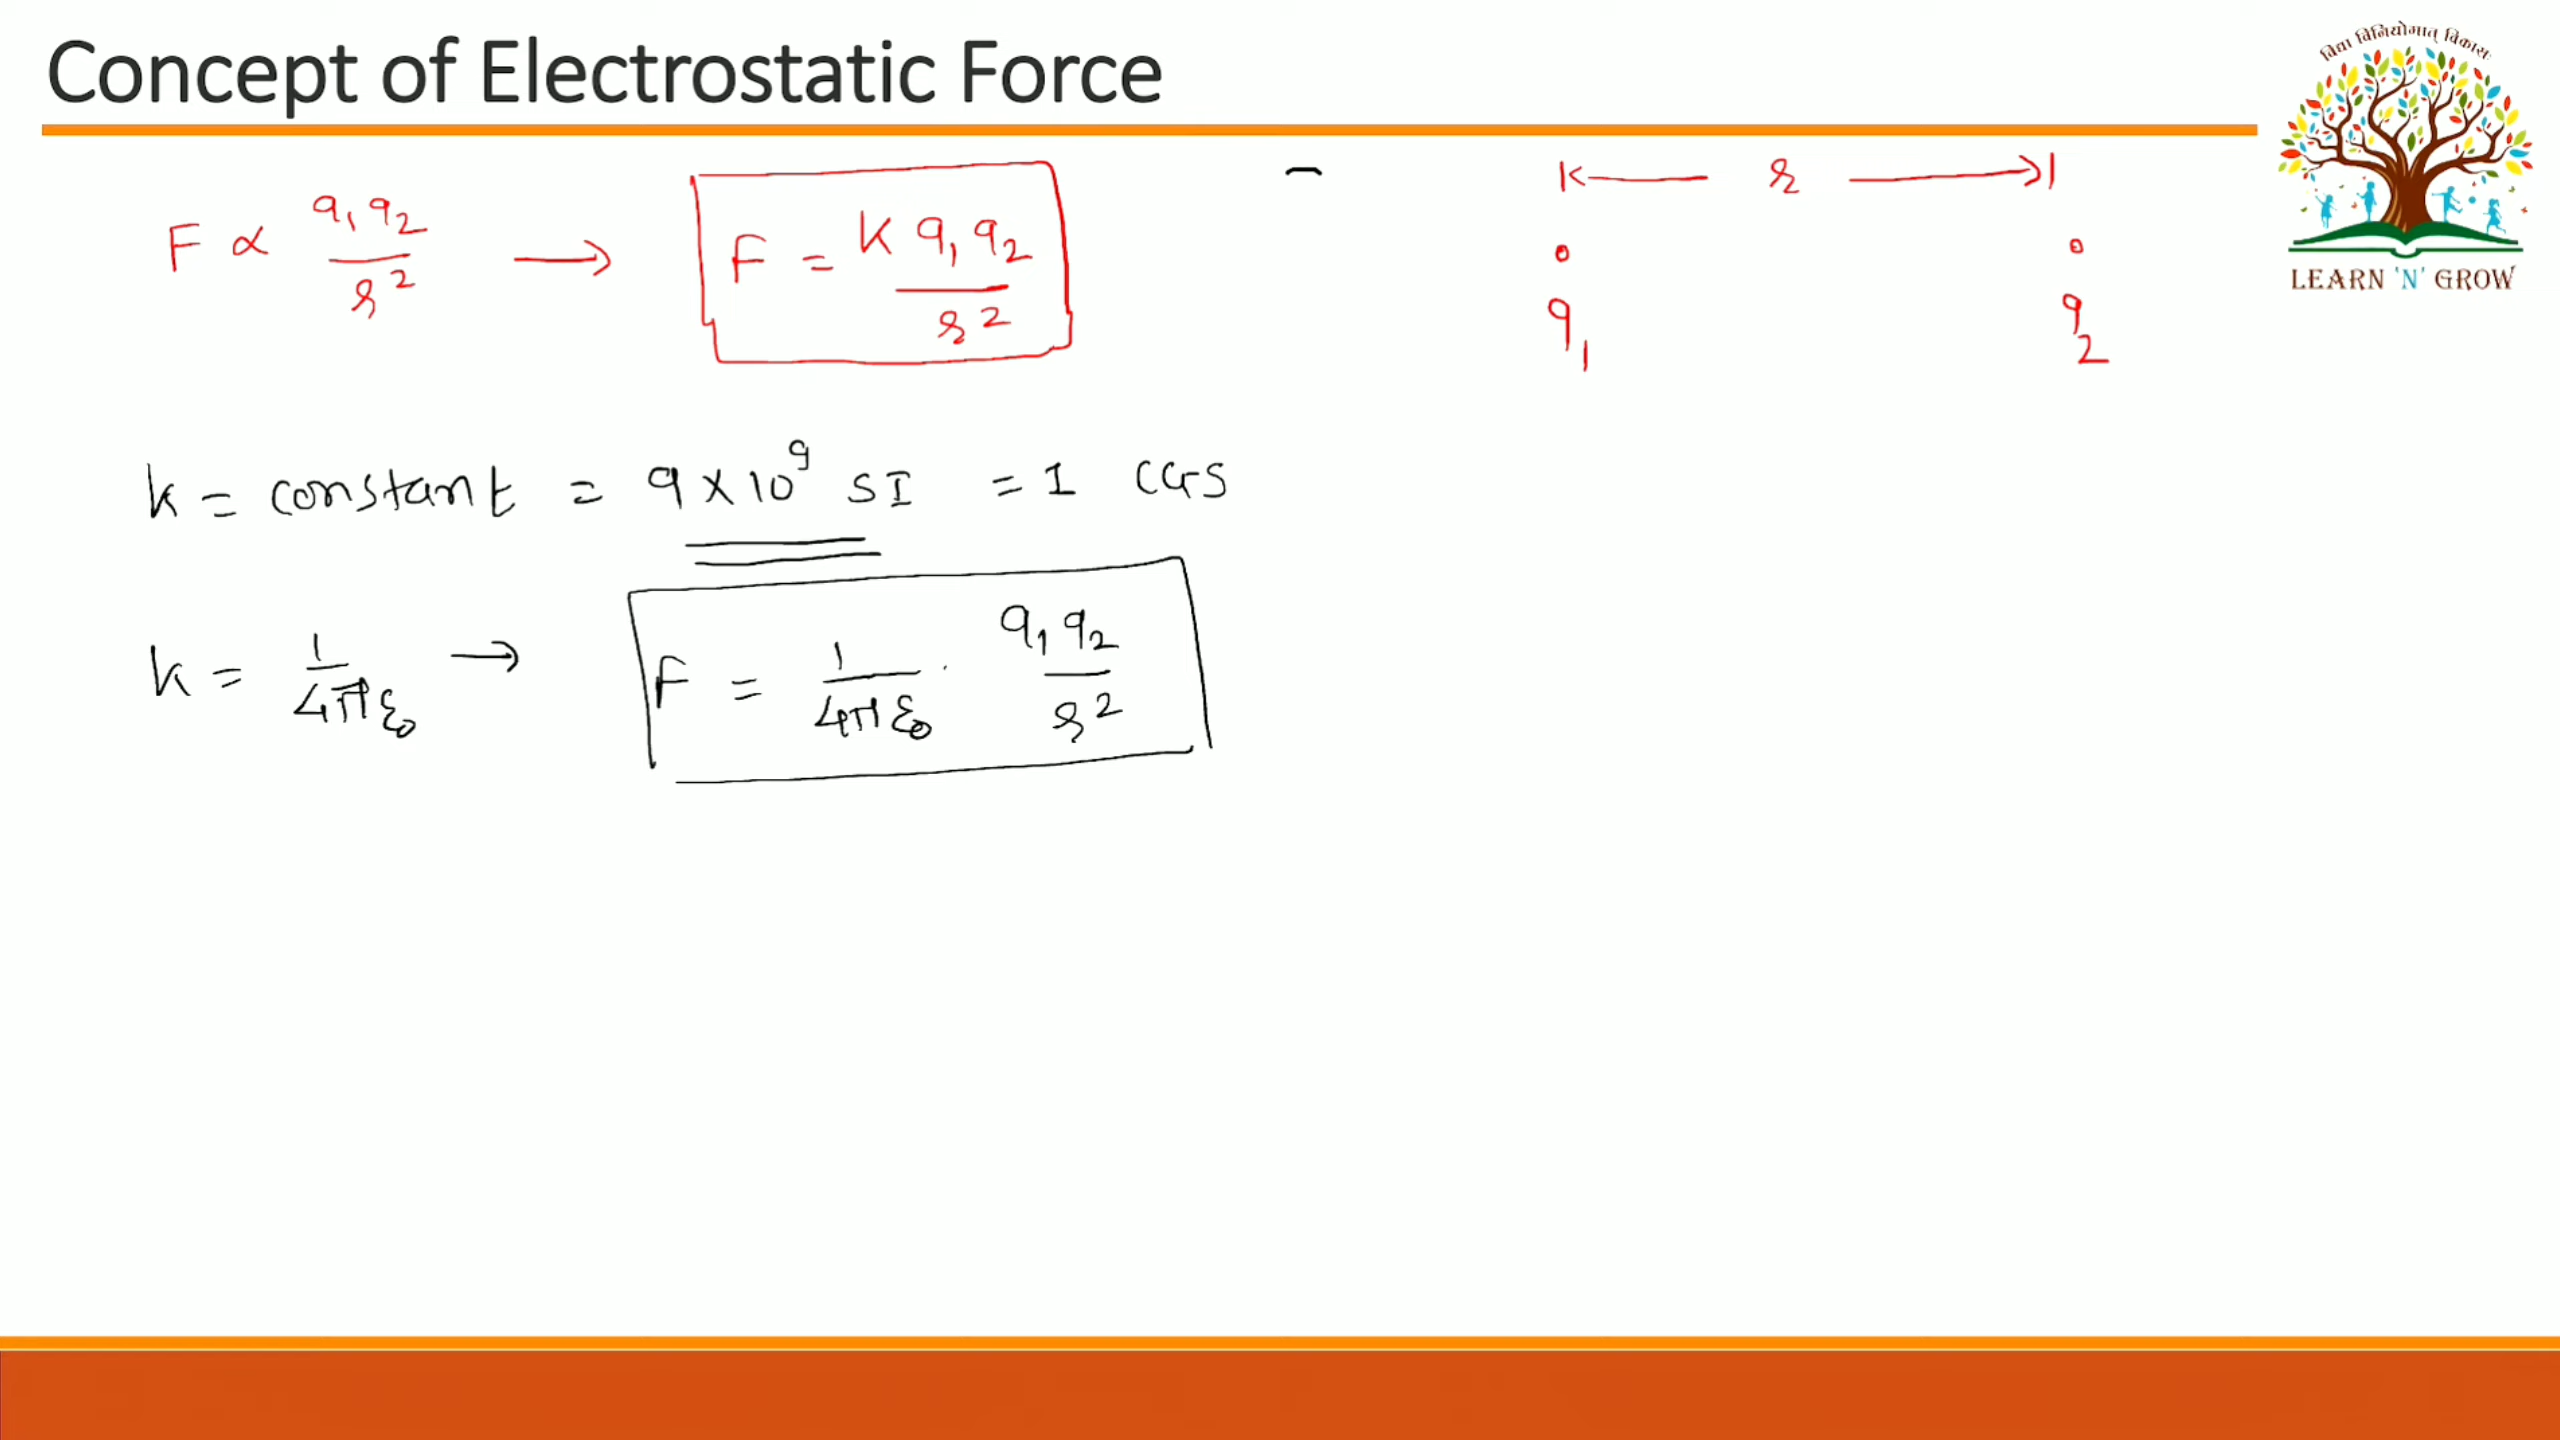 Concept of Electrostatic Force
विद्या विनियोगात् विकासः
LEARN 'N' GROW
F ∝ q₁q₂ / r² → F = K q₁q₂ / r²
r
q₁ q₂
k = constant = 9 × 10⁹ SI = 1 CGS
k = 1 / 4πε₀ → F = 1 / 4πε₀ · q₁q₂ / r²